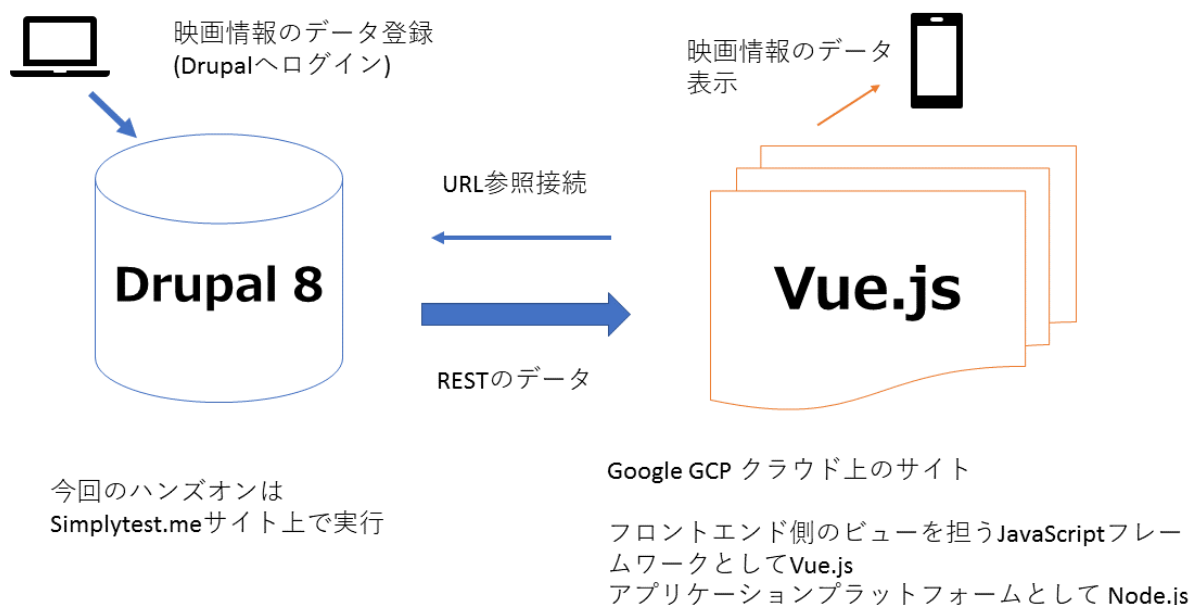 映画情報のデータ登録
(Drupalへログイン)
映画情報のデータ
表示
URL参照接続
Drupal 8
Vue.js
RESTのデータ
今回のハンズオンは
Simplytest.meサイト上で実行
Google GCP クラウド上のサイト
フロントエンド側のビューを担うJavaScriptフレー
ムワークとしてVue.js
アプリケーションプラットフォームとして Node.js